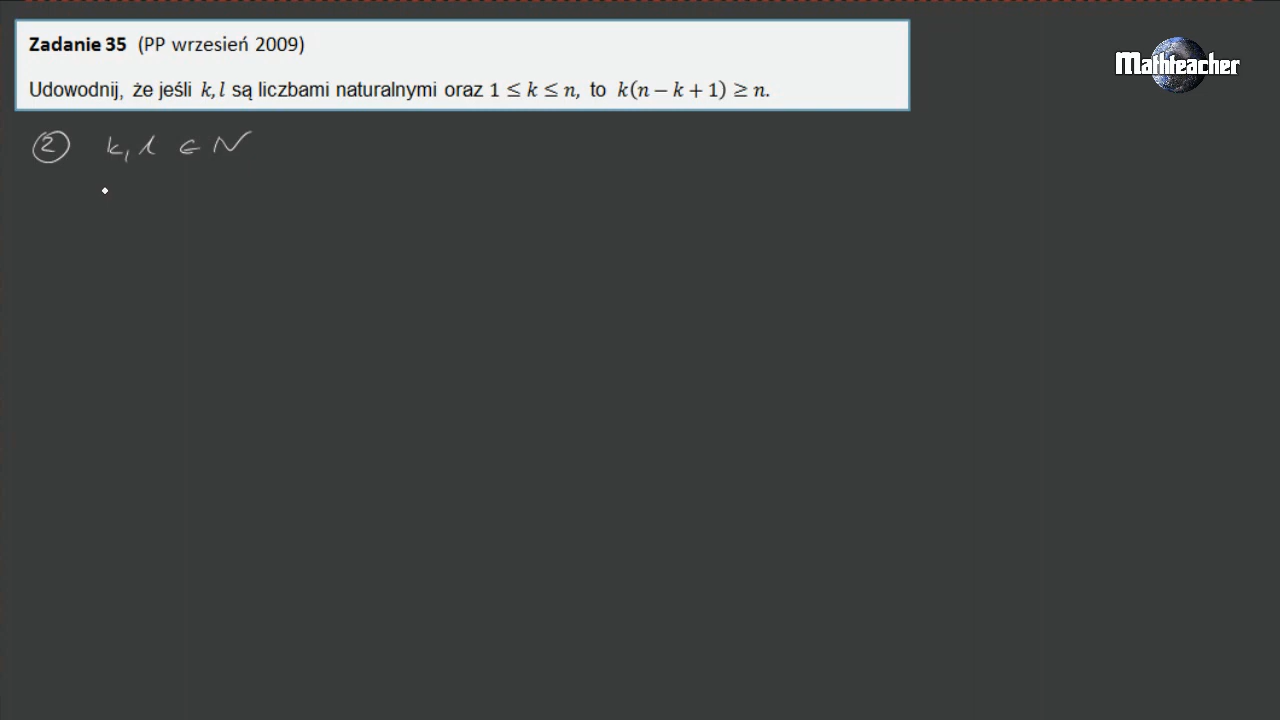 Zadanie 35 (PP wrzesień 2009)
Mathteacher
Udowodnij, że jeśli k, l są liczbami naturalnymi oraz 1 ≤ k ≤ n, to k(n − k + 1) ≥ n.
② k, l ∈ N